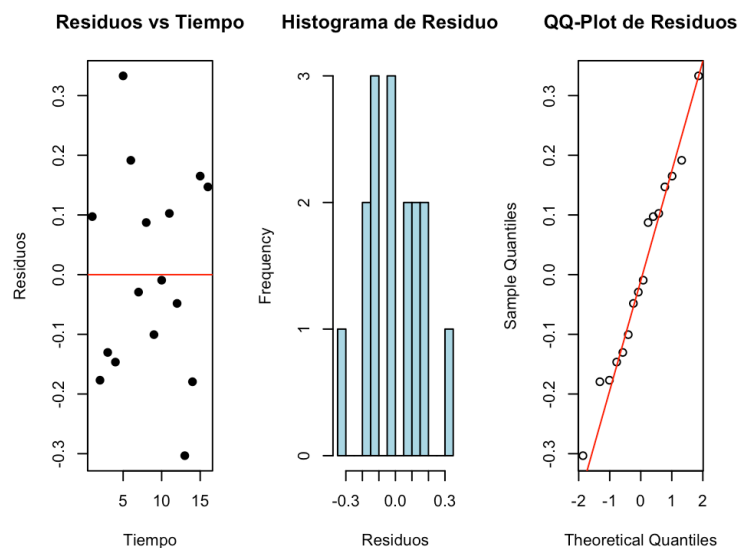 Residuos vs Tiempo
Residuos
0.3
0.2
0.1
0.0
-0.1
-0.2
-0.3
5 10 15
Tiempo
Histograma de Residuo
Frequency
3
2
1
0
-0.3 0.0 0.3
Residuos
QQ-Plot de Residuos
Sample Quantiles
0.3
0.2
0.1
0.0
-0.1
-0.2
-0.3
-2 -1 0 1 2
Theoretical Quantiles